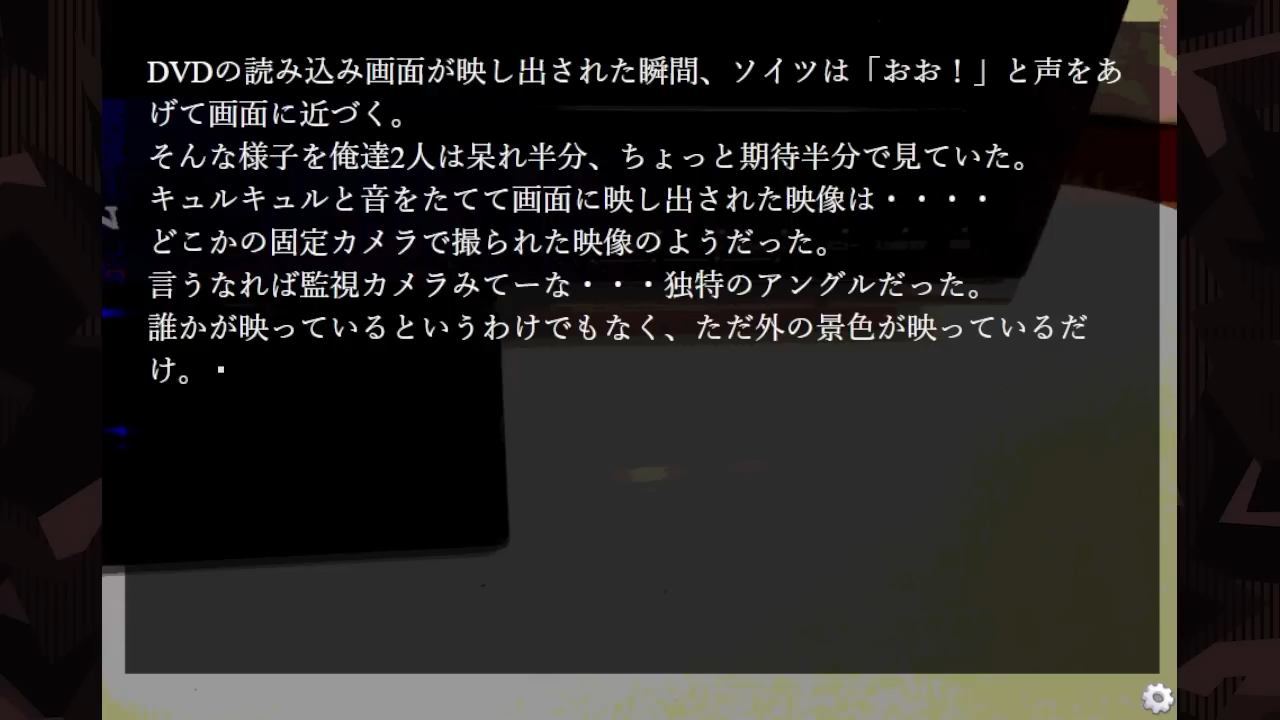 DVDの読み込み画面が映し出された瞬間、ソイツは「おお！」と声をあ
げて画面に近づく。
そんな様子を俺達2人は呆れ半分、ちょっと期待半分で見ていた。
キュルキュルと音をたてて画面に映し出された映像は・・・・
どこかの固定カメラで撮られた映像のようだった。
言うなれば監視カメラみてーな・・・独特のアングルだった。
誰かが映っているというわけでもなく、ただ外の景色が映っているだ
け。